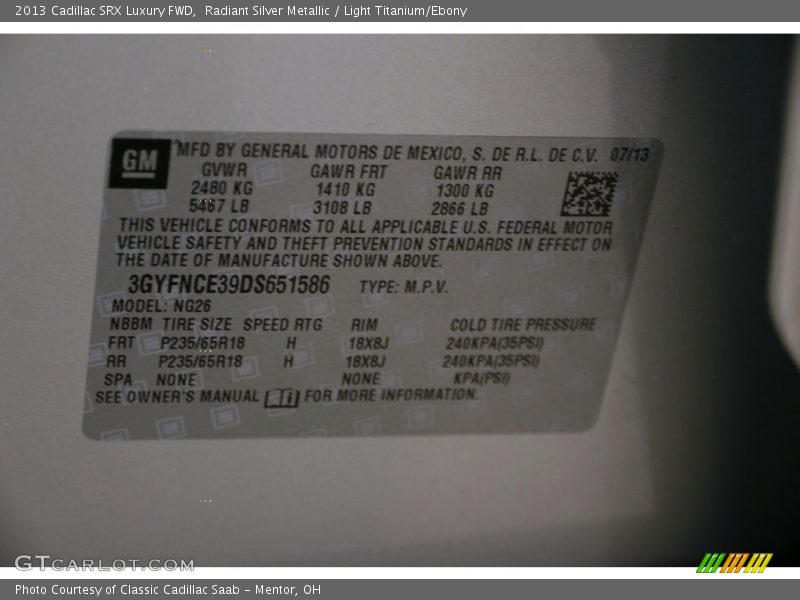 2013 Cadillac SRX Luxury FWD,  Radiant Silver Metallic / Light Titanium/Ebony
GM
MFD BY GENERAL MOTORS DE MEXICO, S. DE R.L. DE C.V. 07/13
GVWR GAWR FRT GAWR RR
2480 KG 1410 KG 1300 KG
5467 LB 3108 LB 2866 LB
THIS VEHICLE CONFORMS TO ALL APPLICABLE U.S. FEDERAL MOTOR
VEHICLE SAFETY AND THEFT PREVENTION STANDARDS IN EFFECT ON
THE DATE OF MANUFACTURE SHOWN ABOVE.
3GYFNCE39DS651586 TYPE: M.P.V.
MODEL: NG26
NBBM TIRE SIZE SPEED RTG RIM COLD TIRE PRESSURE
FRT P235/65R18 H 18X8J 240KPA(35PSI)
RR P235/65R18 H 18X8J 240KPA(35PSI)
SPA NONE NONE KPA(PSI)
SEE OWNER'S MANUAL FOR MORE INFORMATION.
GTCARLOT.COM
Photo Courtesy of Classic Cadillac Saab - Mentor, OH